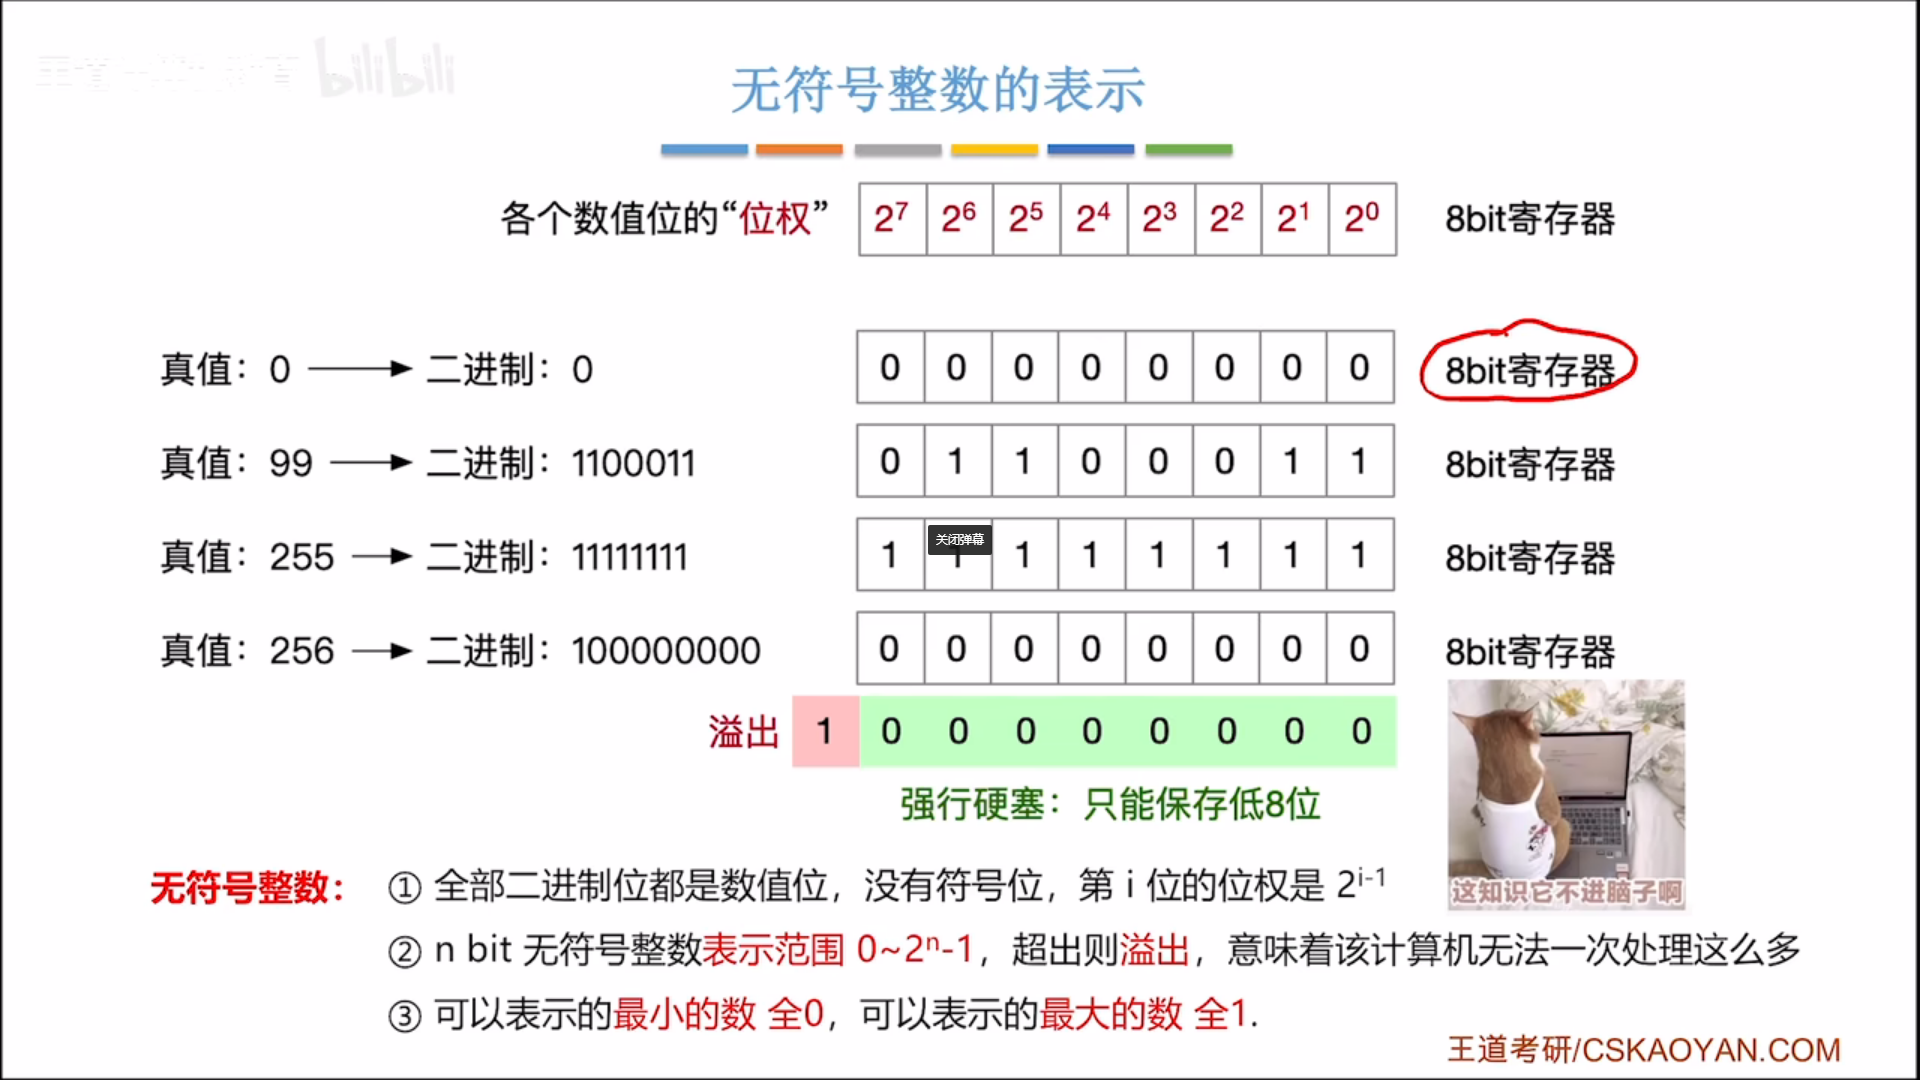 bilibili
无符号整数的表示
各个数值位的“位权” 2⁷ 2⁶ 2⁵ 2⁴ 2³ 2² 2¹ 2⁰ 8bit寄存器
真值：0 二进制：0 0 0 0 0 0 0 0 0 8bit寄存器
真值：99 二进制：1100011 0 1 1 0 0 0 1 1 8bit寄存器
关闭弹幕
真值：255 二进制：11111111 1 1 1 1 1 1 1 1 8bit寄存器
真值：256 二进制：100000000 0 0 0 0 0 0 0 0 8bit寄存器
溢出 1 0 0 0 0 0 0 0 0
强行硬塞：只能保存低8位
这知识它不进脑子啊
无符号整数： ① 全部二进制位都是数值位，没有符号位，第 i 位的位权是 2ⁱ⁻¹
② n bit 无符号整数表示范围 0~2ⁿ-1，超出则溢出，意味着该计算机无法一次处理这么多
③ 可以表示的最小的数 全0，可以表示的最大的数 全1.
王道考研/CSKAOYAN.COM